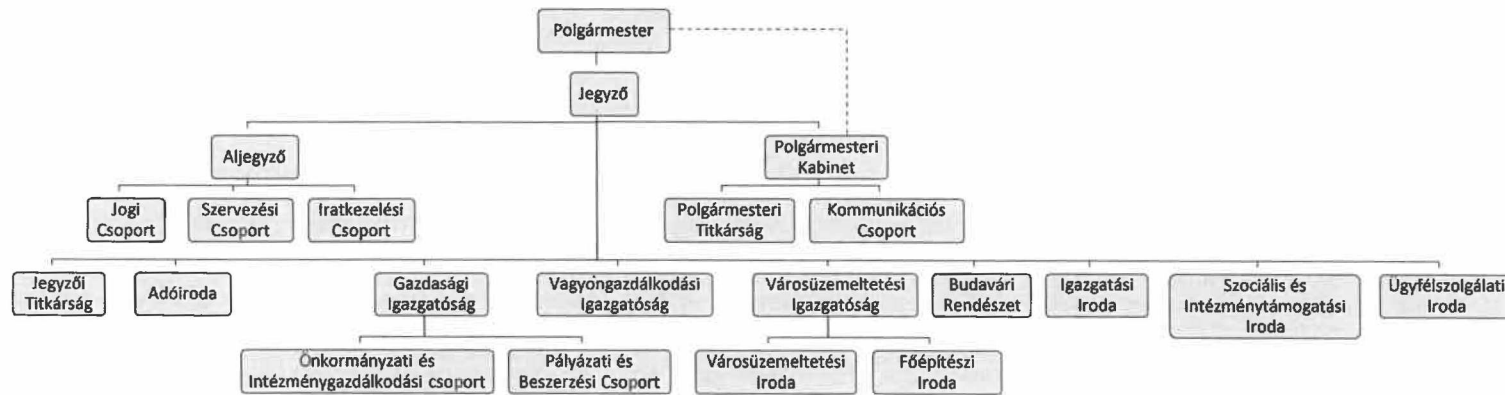 Polgármester
Jegyző
Aljegyző
Polgármesteri
Kabinet
Jogi
Csoport
Szervezési
Csoport
Iratkezelési
Csoport
Polgármesteri
Titkárság
Kommunikációs
Csoport
Jegyzői
Titkárság
Adóiroda
Gazdasági
Igazgatóság
Vagyongazdálkodási
Igazgatóság
Városüzemeltetési
Igazgatóság
Budavári
Rendészet
Igazgatási
Iroda
Szociális és
Intézménytámogatási
Iroda
Ügyfélszolgálati
Iroda
Önkormányzati és
Intézménygazdálkodási csoport
Pályázati és
Beszerzési Csoport
Városüzemeltetési
Iroda
Főépítészi
Iroda